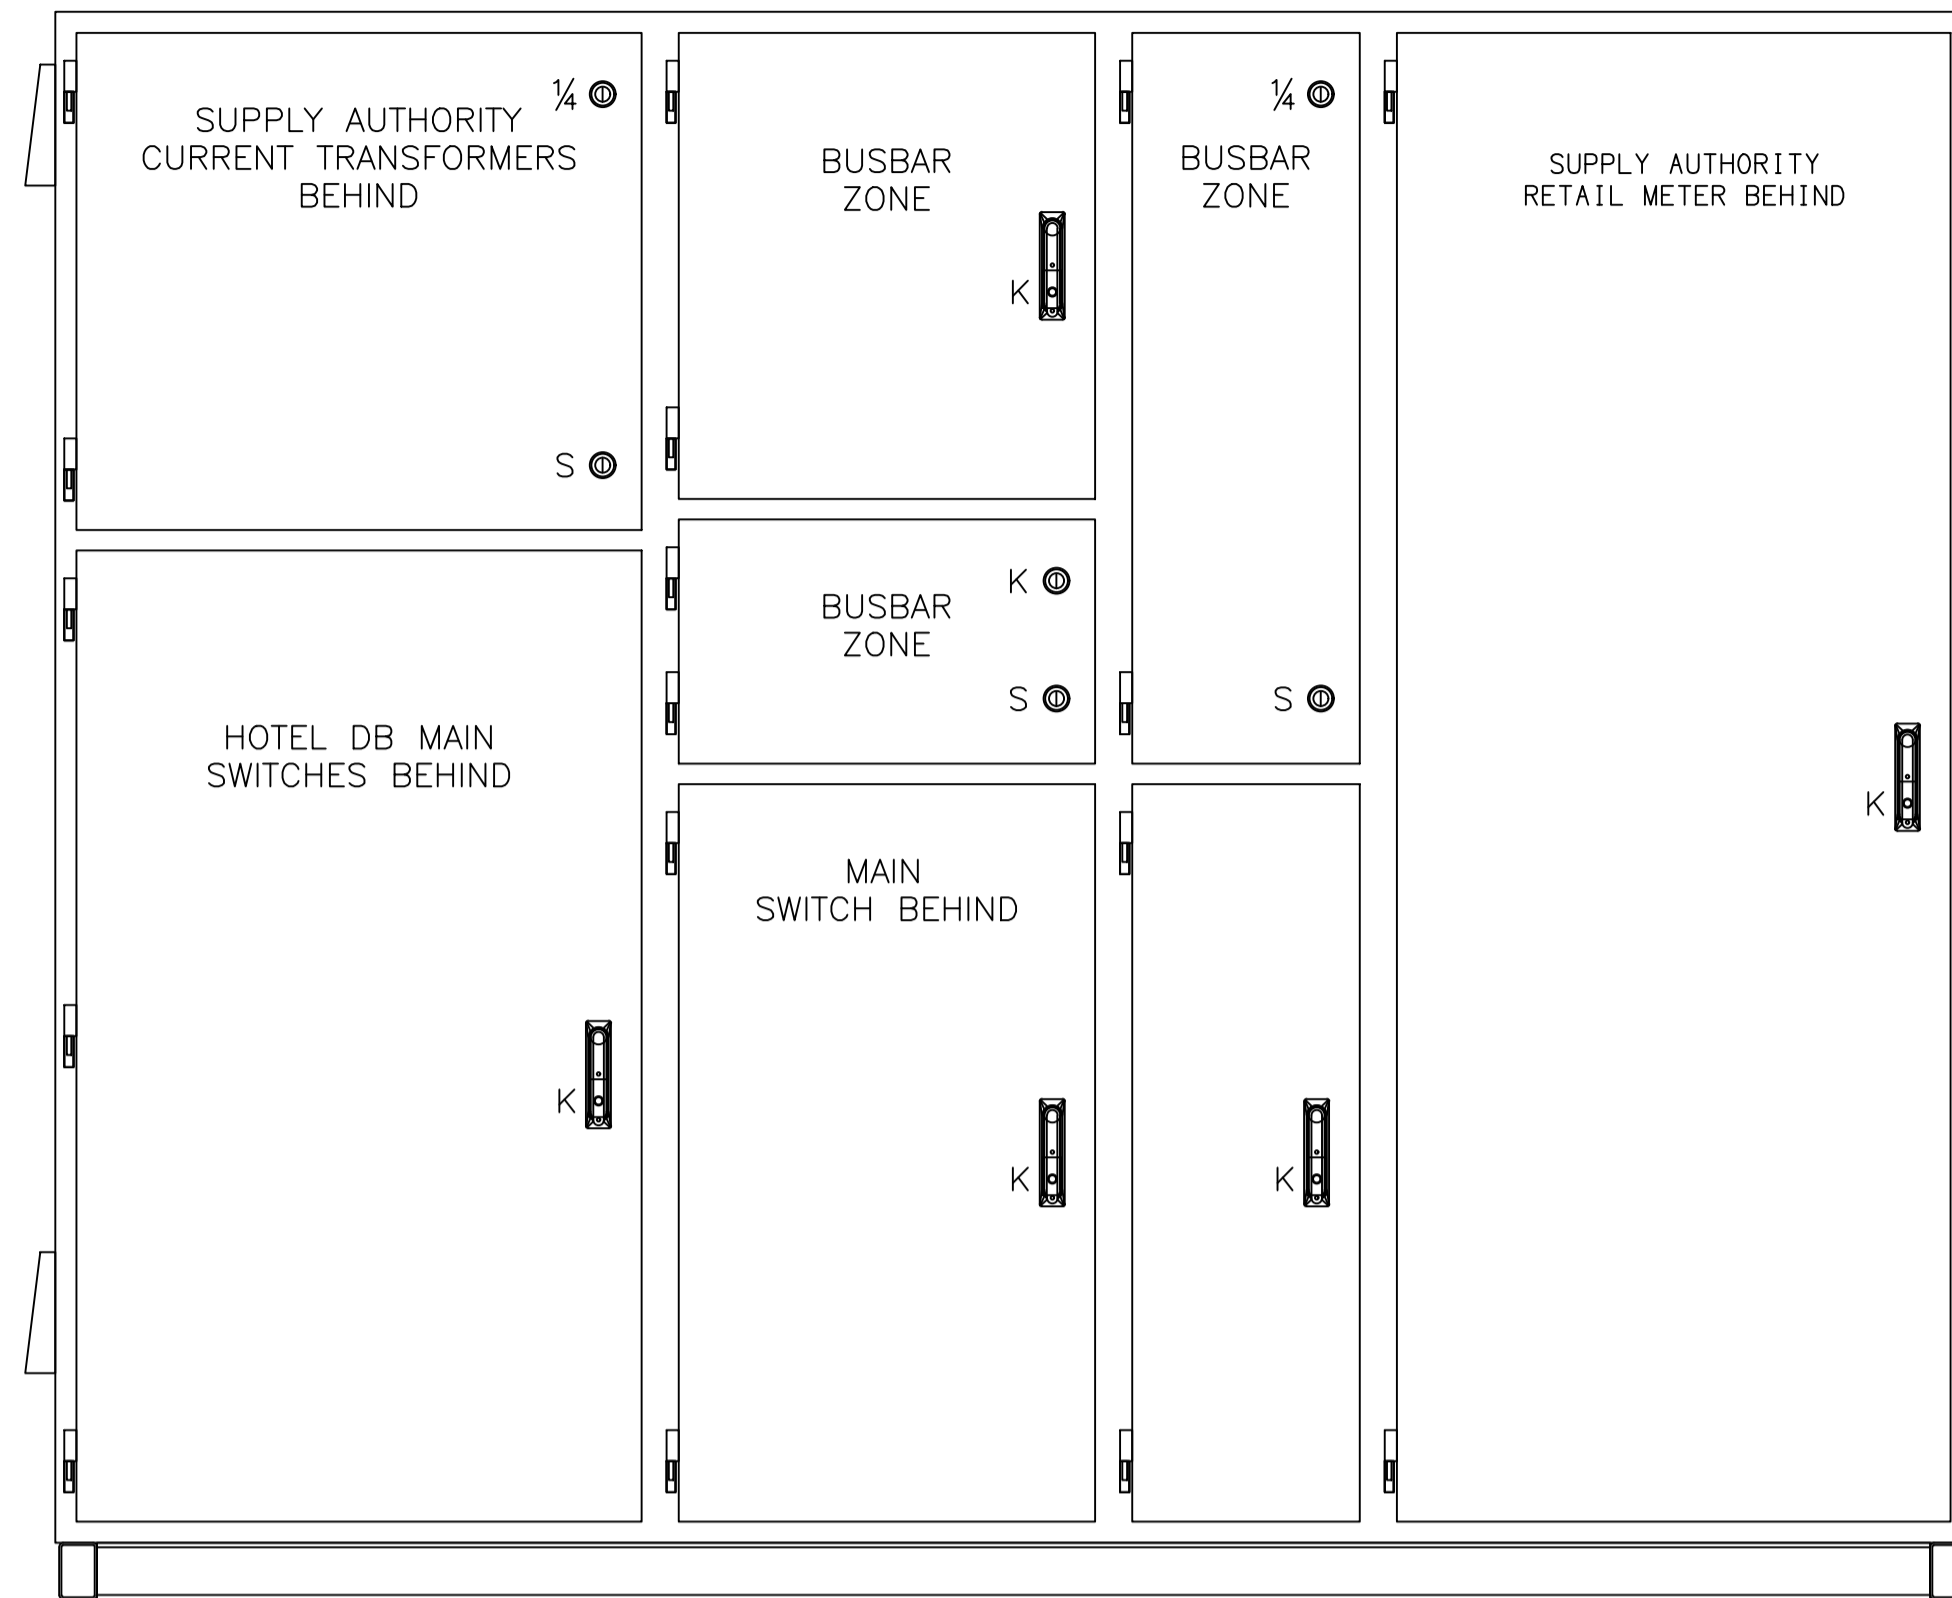 SUPPLY AUTHORITY
CURRENT TRANSFORMERS
BEHIND
¼
S
BUSBAR
ZONE
K
BUSBAR
ZONE
¼
S
SUPPLY AUTHORITY
RETAIL METER BEHIND
K
BUSBAR
ZONE
K
S
HOTEL DB MAIN
SWITCHES BEHIND
K
MAIN
SWITCH BEHIND
K
K